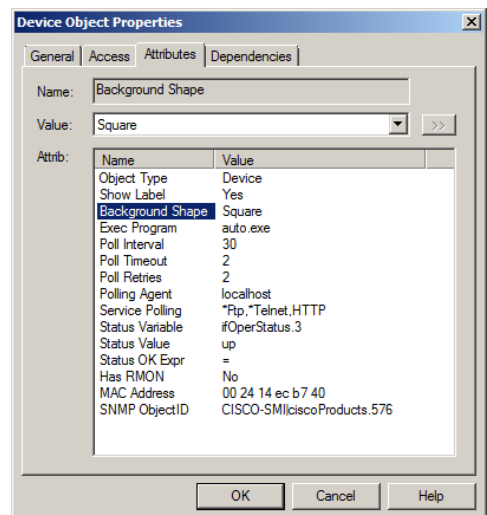 Device Object Properties
General Access Attributes Dependencies
Name: Background Shape
Value: Square >>
Attrib: Name Value
Object Type Device
Show Label Yes
Background Shape Square
Exec Program auto.exe
Poll Interval 30
Poll Timeout 2
Poll Retries 2
Polling Agent localhost
Service Polling *Ftp,*Telnet,HTTP
Status Variable ifOperStatus.3
Status Value up
Status OK Expr =
Has RMON No
MAC Address 00 24 14 ec b7 40
SNMP ObjectID CISCO-SMI|ciscoProducts.576
OK Cancel Help